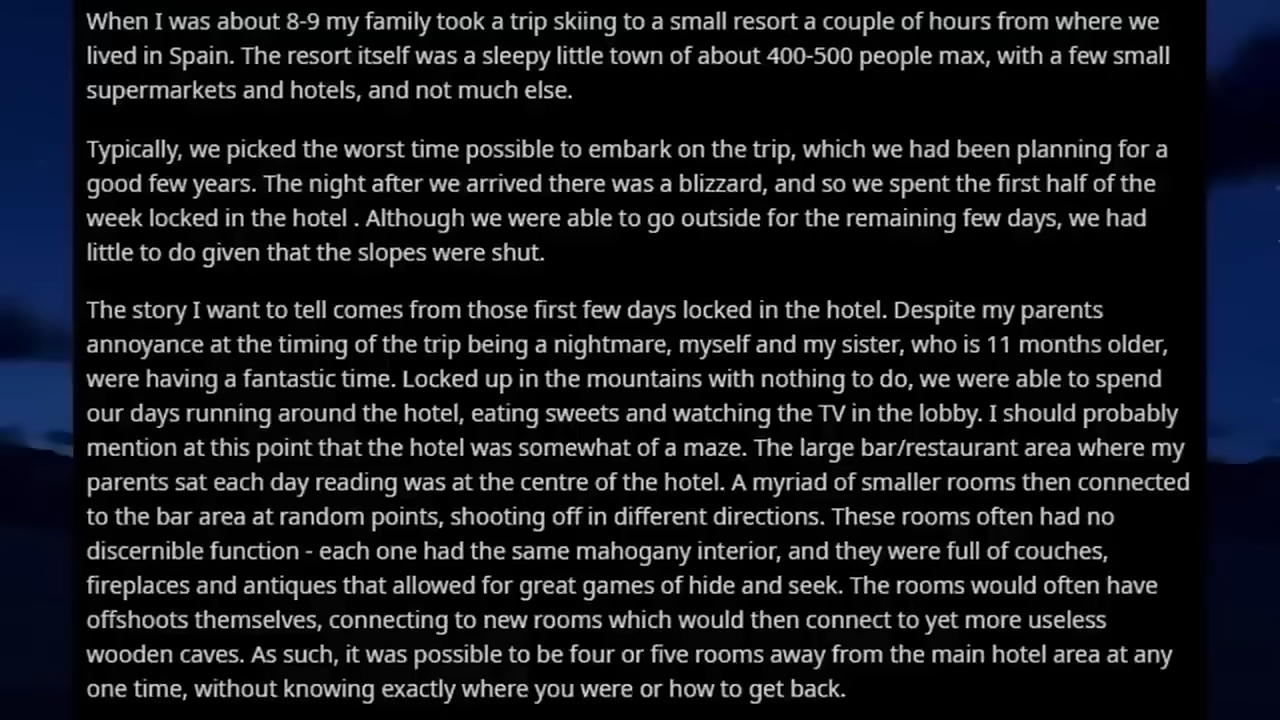 When I was about 8-9 my family took a trip skiing to a small resort a couple of hours from where we
lived in Spain. The resort itself was a sleepy little town of about 400-500 people max, with a few small
supermarkets and hotels, and not much else.
Typically, we picked the worst time possible to embark on the trip, which we had been planning for a
good few years. The night after we arrived there was a blizzard, and so we spent the first half of the
week locked in the hotel . Although we were able to go outside for the remaining few days, we had
little to do given that the slopes were shut.
The story I want to tell comes from those first few days locked in the hotel. Despite my parents
annoyance at the timing of the trip being a nightmare, myself and my sister, who is 11 months older,
were having a fantastic time. Locked up in the mountains with nothing to do, we were able to spend
our days running around the hotel, eating sweets and watching the TV in the lobby. I should probably
mention at this point that the hotel was somewhat of a maze. The large bar/restaurant area where my
parents sat each day reading was at the centre of the hotel. A myriad of smaller rooms then connected
to the bar area at random points, shooting off in different directions. These rooms often had no
discernible function - each one had the same mahogany interior, and they were full of couches,
fireplaces and antiques that allowed for great games of hide and seek. The rooms would often have
offshoots themselves, connecting to new rooms which would then connect to yet more useless
wooden caves. As such, it was possible to be four or five rooms away from the main hotel area at any
one time, without knowing exactly where you were or how to get back.